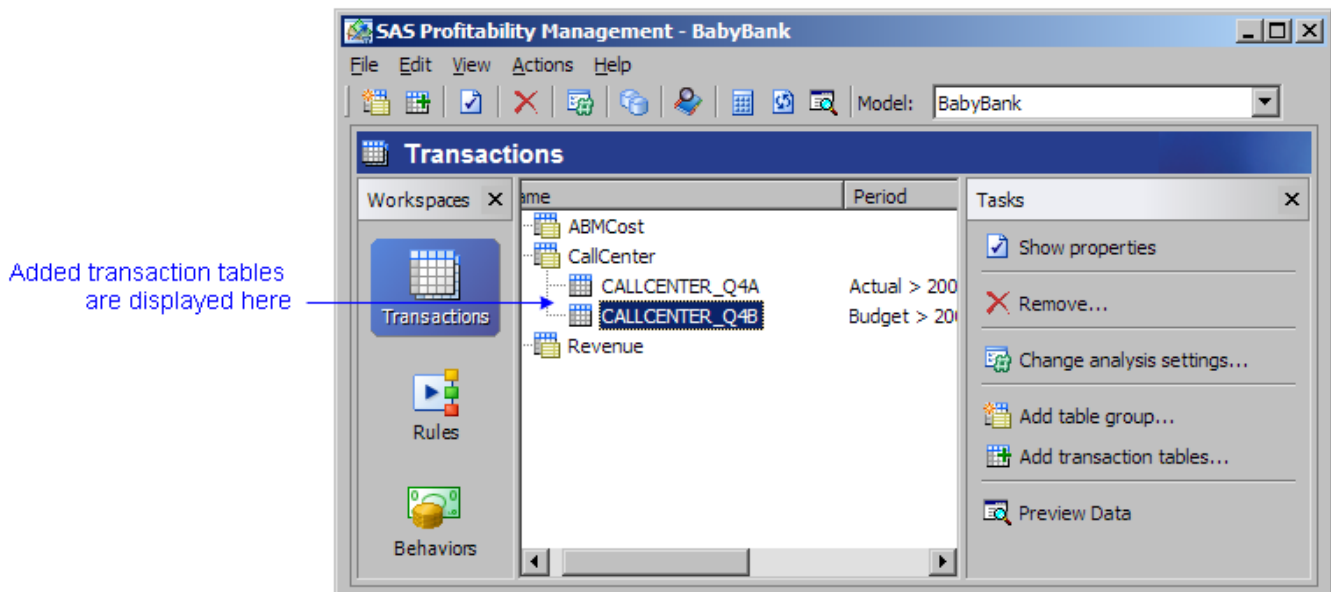 SAS Profitability Management - BabyBank
File Edit View Actions Help
Model: BabyBank
Transactions
Workspaces
Transactions
Rules
Behaviors
ame Period
ABMCost
CallCenter
CALLCENTER_Q4A Actual > 200
CALLCENTER_Q4B Budget > 20
Revenue
Tasks
Show properties
Remove...
Change analysis settings...
Add table group...
Add transaction tables...
Preview Data
Added transaction tables
are displayed here